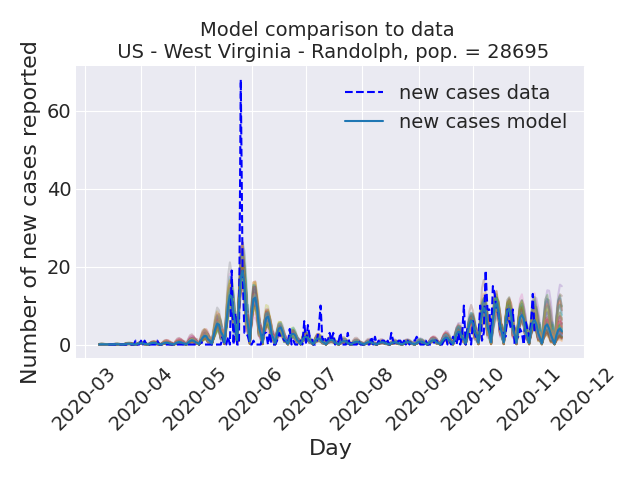 Model comparison to data
US - West Virginia - Randolph, pop. = 28695
Number of new cases reported
60
40
20
0
new cases data
new cases model
2020-03
2020-04
2020-05
2020-06
2020-07
2020-08
2020-09
2020-10
2020-11
2020-12
Day